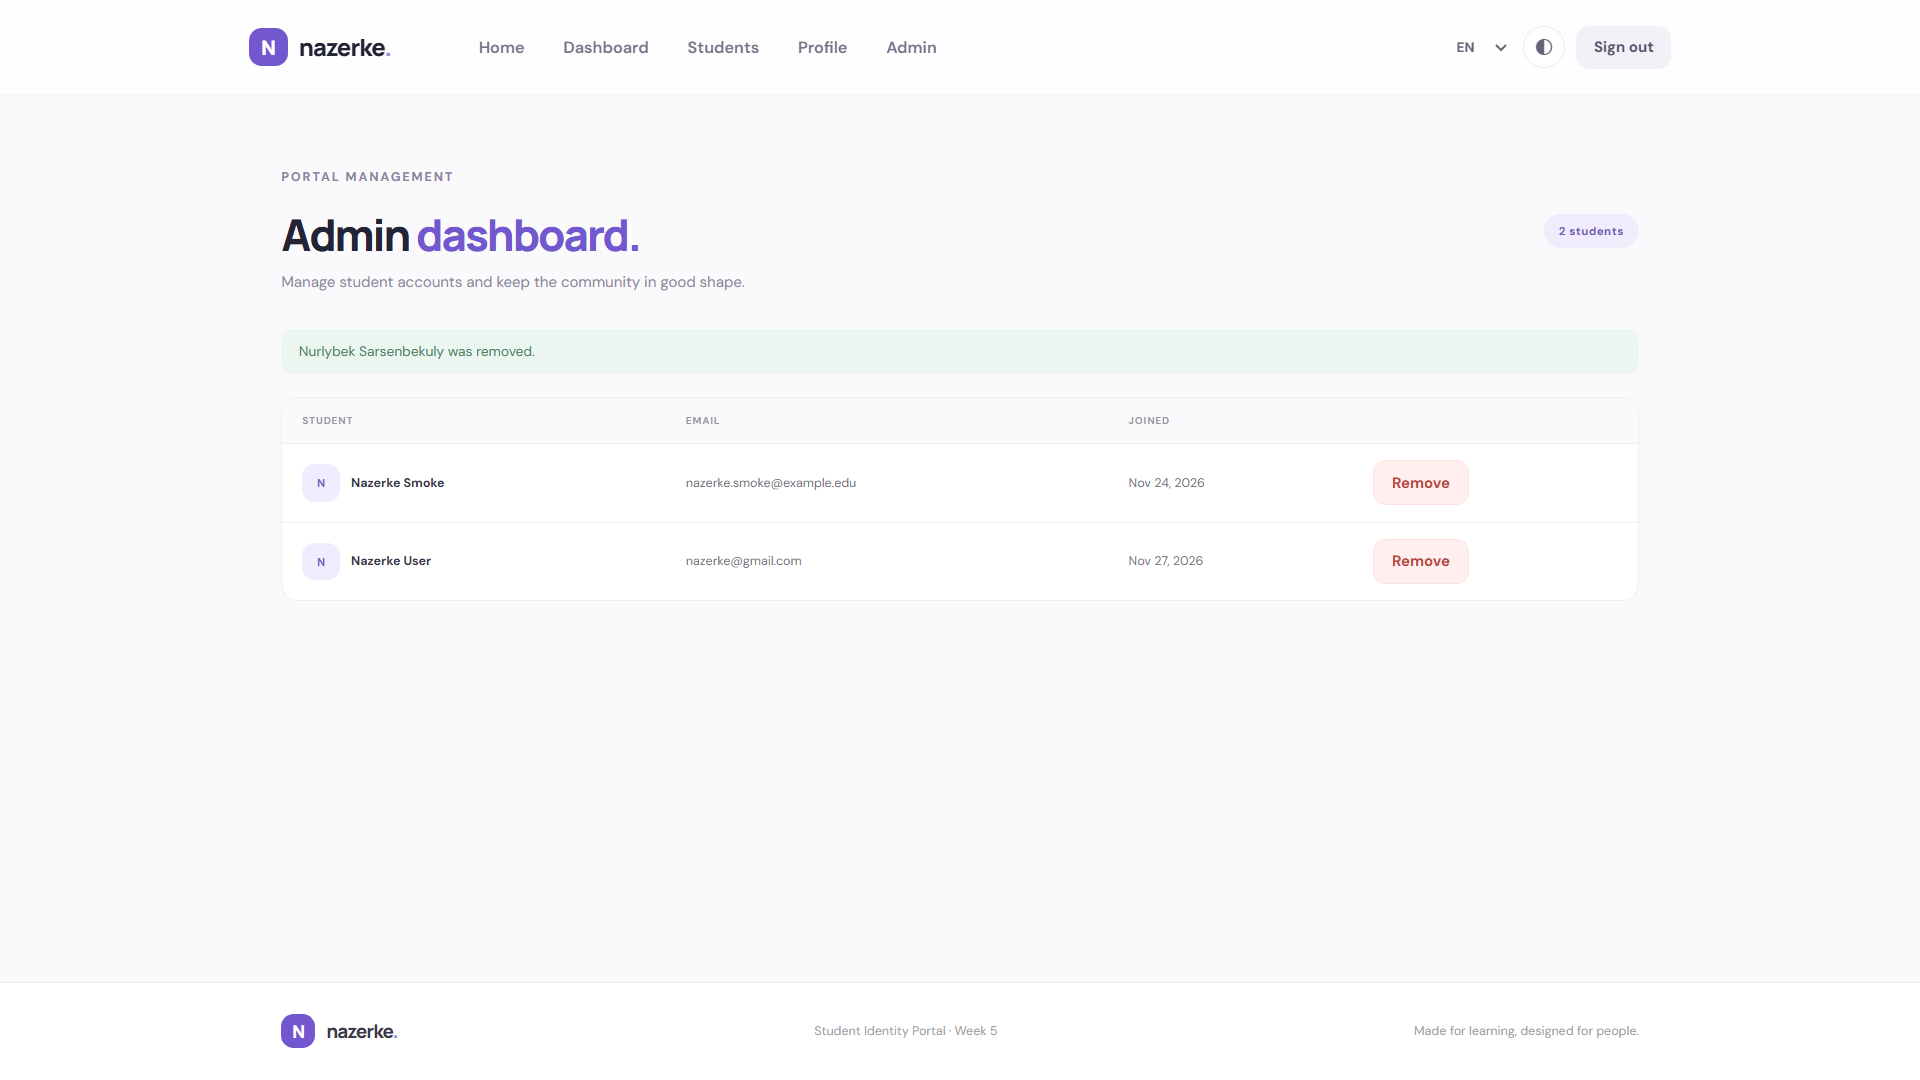 N nazerke. Home Dashboard Students Profile Admin EN Sign out
PORTAL MANAGEMENT
Admin dashboard.
2 students
Manage student accounts and keep the community in good shape.
Nurlybek Sarsenbekuly was removed.
STUDENT EMAIL JOINED
N Nazerke Smoke nazerke.smoke@example.edu Nov 24, 2026 Remove
N Nazerke User nazerke@gmail.com Nov 27, 2026 Remove
N nazerke. Student Identity Portal · Week 5 Made for learning, designed for people.